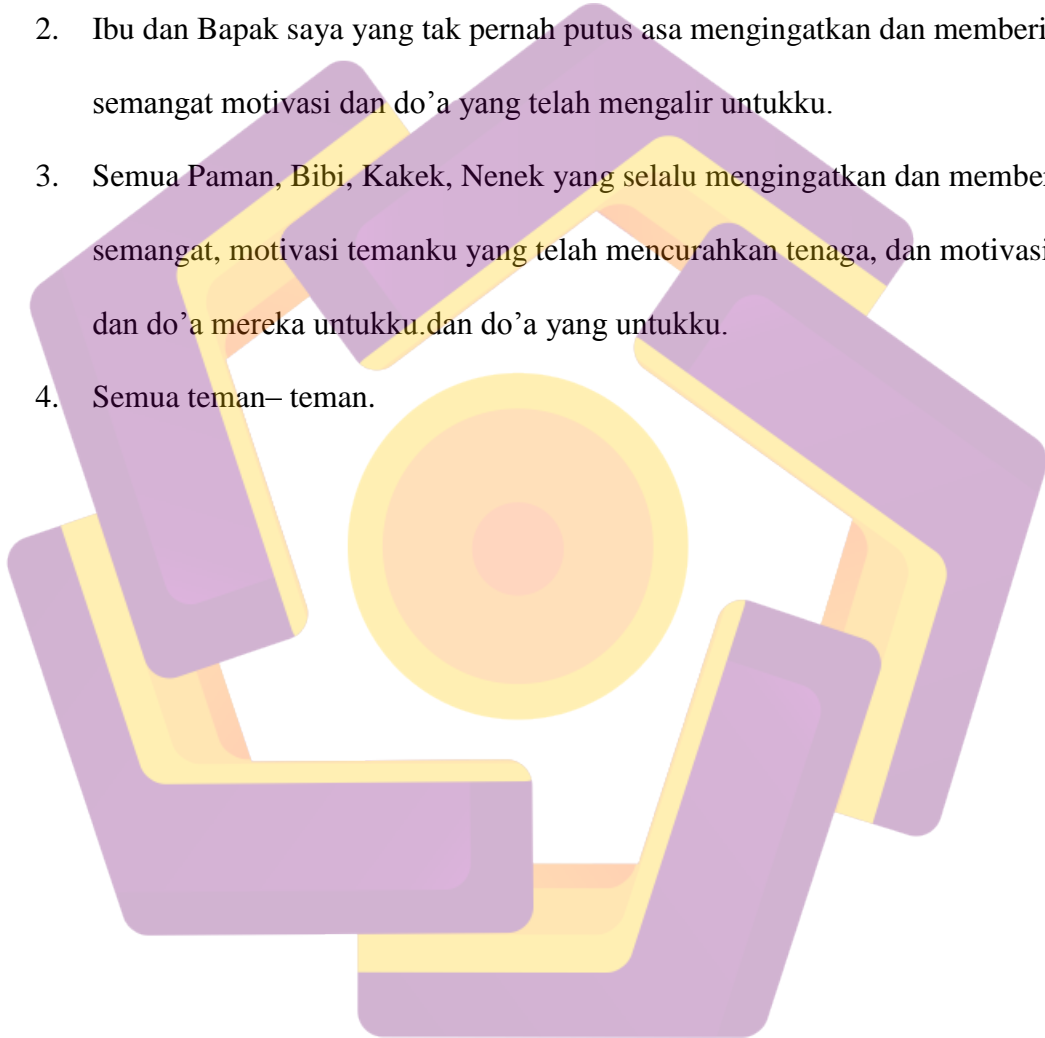 2. Ibu dan Bapak saya yang tak pernah putus asa mengingatkan dan memberi
semangat motivasi dan do’a yang telah mengalir untukku.
3. Semua Paman, Bibi, Kakek, Nenek yang selalu mengingatkan dan
semangat, motivasi temanku yang telah mencurahkan tenaga, dan motivasi
dan do’a mereka untukku.dan do’a yang untukku.
4. Semua teman– teman.